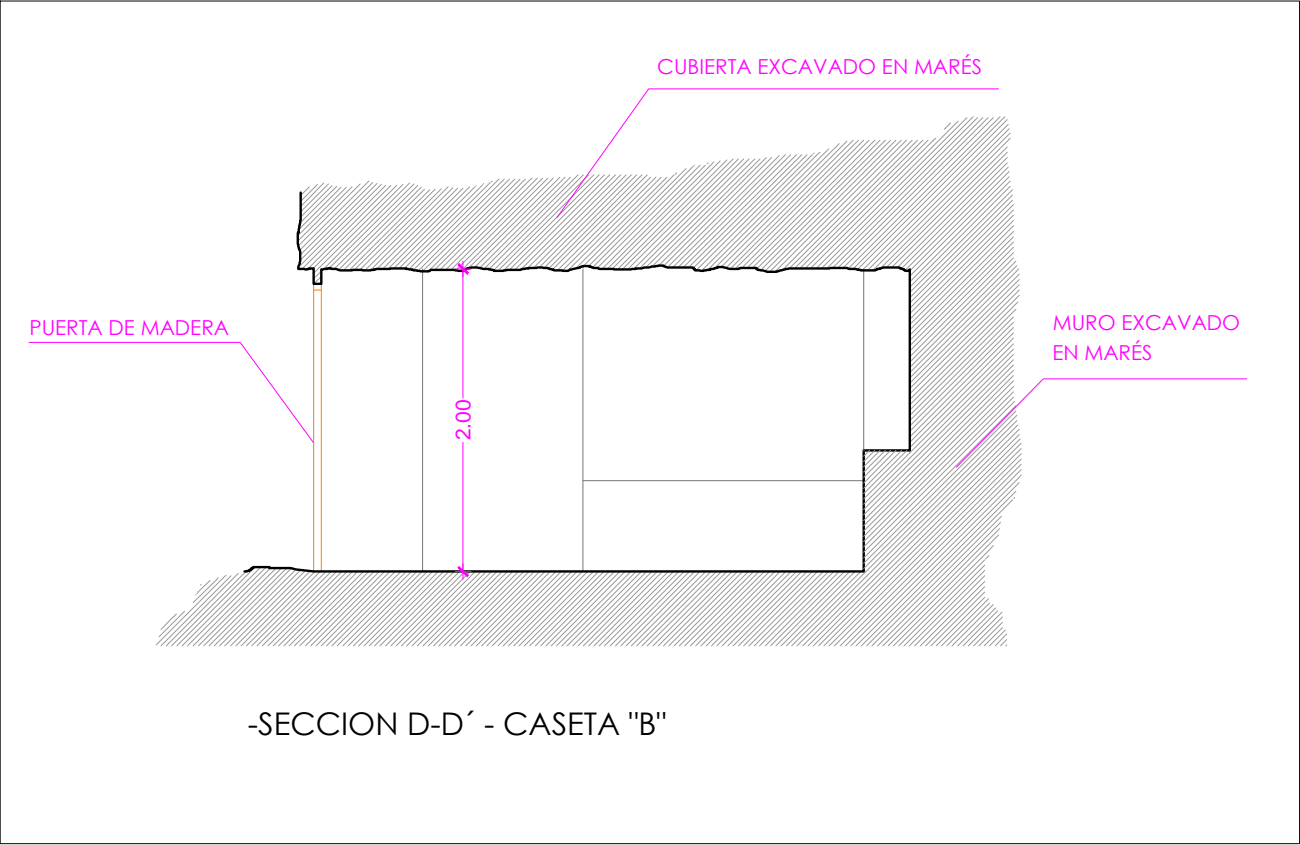 CUBIERTA EXCAVADO EN MARÉS
PUERTA DE MADERA
MURO EXCAVADO
EN MARÉS
2.00
-SECCION D-D´ - CASETA "B"